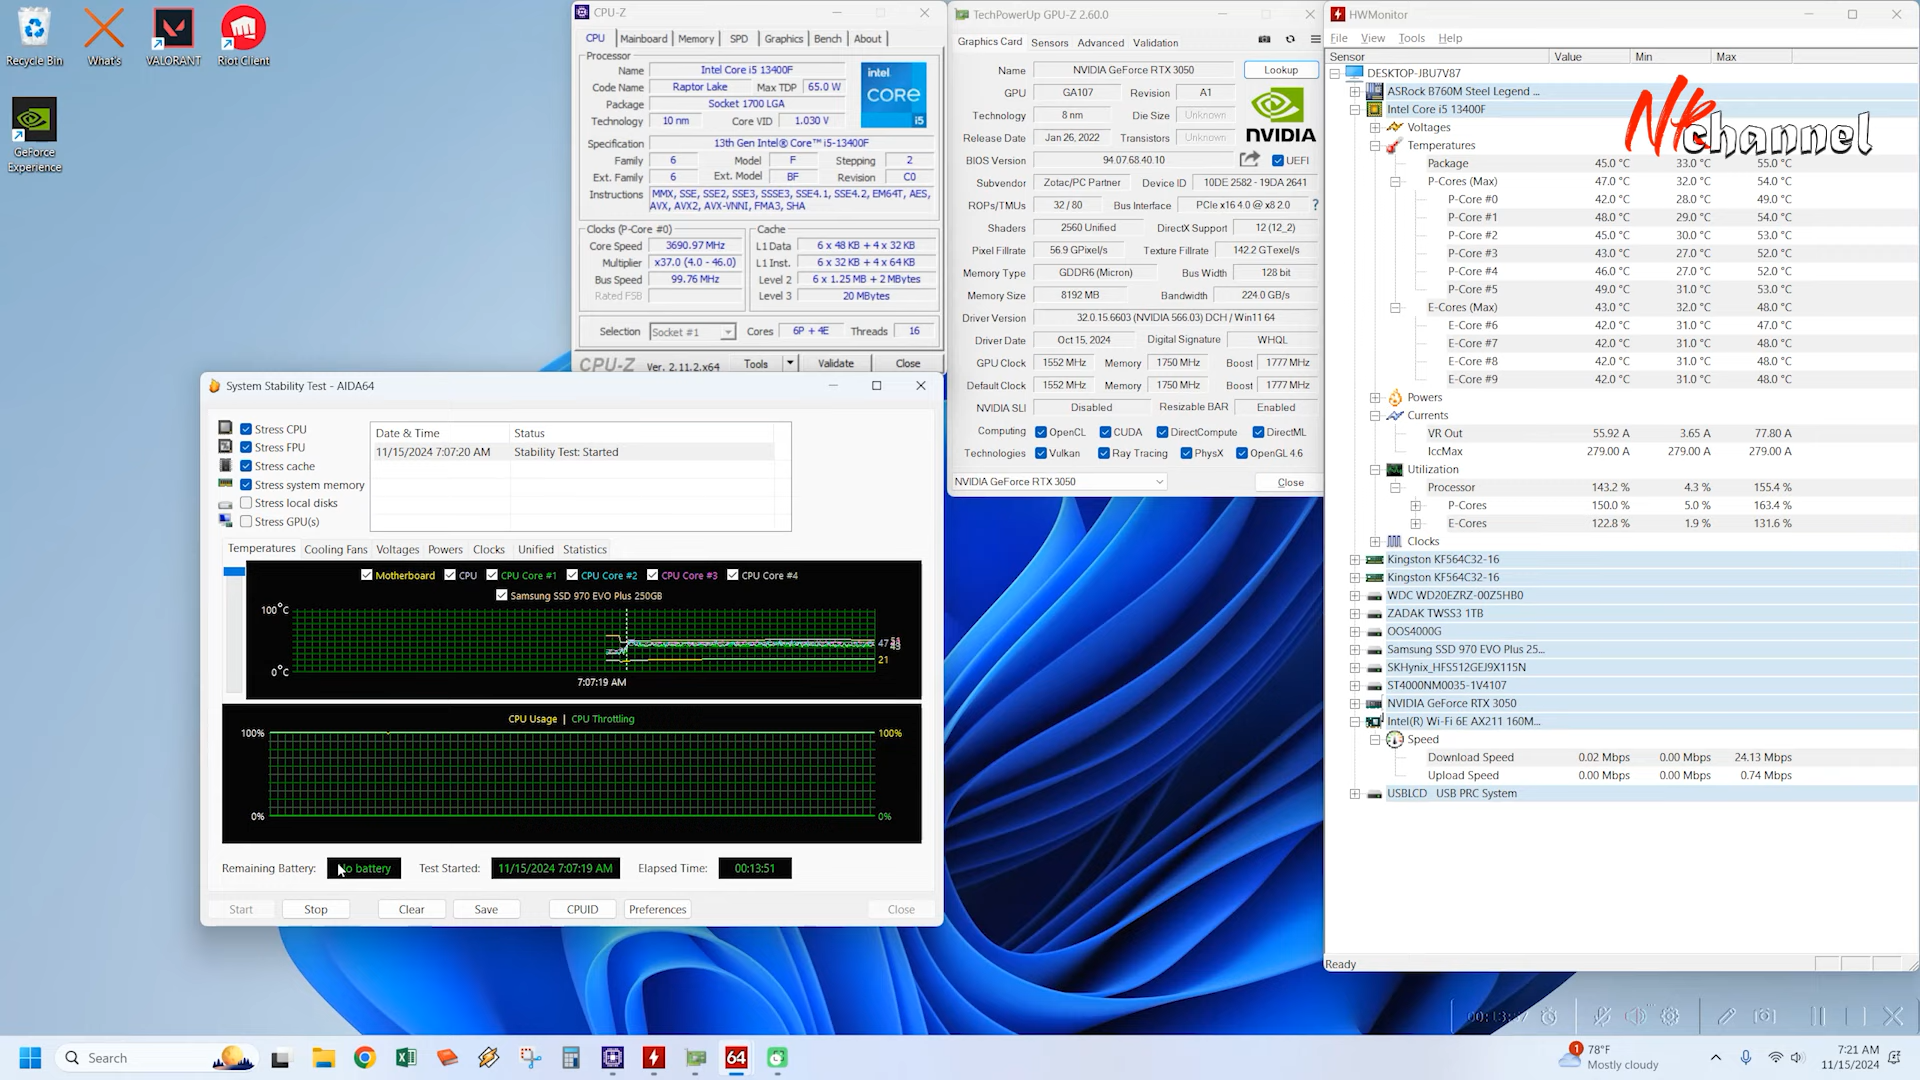 Recycle Bin
What's
VALORANT
Riot Client
GeForce
Experience
CPU-Z
CPU Mainboard Memory SPD Graphics Bench About
Processor
Name Intel Core i5 13400F
Code Name Raptor Lake Max TDP 65.0 W
Package Socket 1700 LGA
Technology 10 nm Core VID 1.030 V
intel
CORE
i5
Specification 13th Gen Intel® Core™ i5-13400F
Family 6 Model F Stepping 2
Ext. Family 6 Ext. Model BF Revision C0
Instructions MMX, SSE, SSE2, SSE3, SSSE3, SSE4.1, SSE4.2, EM64T, AES,
AVX, AVX2, AVX-VNNI, FMA3, SHA
Clocks (P-Core #0)
Core Speed 3690.97 MHz
Multiplier x37.0 (4.0 - 46.0)
Bus Speed 99.76 MHz
Rated FSB
Cache
L1 Data 6 x 48 KB + 4 x 32 KB
L1 Inst. 6 x 32 KB + 4 x 64 KB
Level 2 6 x 1.25 MB + 2 MBytes
Level 3 20 MBytes
Selection Socket #1 Cores 6P + 4E Threads 16
CPU-Z Ver. 2.11.2.x64 Tools Validate Close
TechPowerUp GPU-Z 2.60.0
Graphics Card Sensors Advanced Validation
Name NVIDIA GeForce RTX 3050 Lookup
GPU GA107 Revision A1
Technology 8 nm Die Size Unknown
Release Date Jan 26, 2022 Transistors Unknown
NVIDIA
BIOS Version 94.07.68.40.10 UEFI
Subvendor Zotac/PC Partner Device ID 10DE 2582 - 19DA 2641
ROPs/TMUs 32 / 80 Bus Interface PCIe x16 4.0 @ x8 2.0 ?
Shaders 2560 Unified DirectX Support 12 (12_2)
Pixel Fillrate 56.9 GPixel/s Texture Fillrate 142.2 GTexel/s
Memory Type GDDR6 (Micron) Bus Width 128 bit
Memory Size 8192 MB Bandwidth 224.0 GB/s
Driver Version 32.0.15.6603 (NVIDIA 566.03) DCH / Win11 64
Driver Date Oct 15, 2024 Digital Signature WHQL
GPU Clock 1552 MHz Memory 1750 MHz Boost 1777 MHz
Default Clock 1552 MHz Memory 1750 MHz Boost 1777 MHz
NVIDIA SLI Disabled Resizable BAR Enabled
Computing OpenCL CUDA DirectCompute DirectML
Technologies Vulkan Ray Tracing PhysX OpenGL 4.6
NVIDIA GeForce RTX 3050 Close
HWMonitor
File View Tools Help
Sensor Value Min Max
DESKTOP-JBU7V87
ASRock B760M Steel Legend ...
Intel Core i5 13400F
NK channel
Voltages
Temperatures
Package 45.0 °C 33.0 °C 55.0 °C
P-Cores (Max) 47.0 °C 32.0 °C 54.0 °C
P-Core #0 42.0 °C 28.0 °C 49.0 °C
P-Core #1 48.0 °C 29.0 °C 54.0 °C
P-Core #2 45.0 °C 30.0 °C 53.0 °C
P-Core #3 43.0 °C 27.0 °C 52.0 °C
P-Core #4 46.0 °C 27.0 °C 52.0 °C
P-Core #5 49.0 °C 31.0 °C 53.0 °C
E-Cores (Max) 43.0 °C 32.0 °C 48.0 °C
E-Core #6 42.0 °C 31.0 °C 47.0 °C
E-Core #7 42.0 °C 31.0 °C 48.0 °C
E-Core #8 42.0 °C 31.0 °C 48.0 °C
E-Core #9 42.0 °C 31.0 °C 48.0 °C
Powers
Currents
VR Out 55.92 A 3.65 A 77.80 A
IccMax 279.00 A 279.00 A 279.00 A
Utilization
Processor 143.2 % 4.3 % 155.4 %
P-Cores 150.0 % 5.0 % 163.4 %
E-Cores 122.8 % 1.9 % 131.6 %
Clocks
Kingston KF564C32-16
Kingston KF564C32-16
WDC WD20EZRZ-00Z5HB0
ZADAK TWSS3 1TB
OOS4000G
Samsung SSD 970 EVO Plus 25...
SKHynix_HFS512GEJ9X115N
ST4000NM0035-1V4107
NVIDIA GeForce RTX 3050
Intel(R) Wi-Fi 6E AX211 160M...
Speed
Download Speed 0.02 Mbps 0.00 Mbps 24.13 Mbps
Upload Speed 0.00 Mbps 0.00 Mbps 0.74 Mbps
USBLCD USB PRC System
Ready
System Stability Test - AIDA64
Stress CPU
Stress FPU
Stress cache
Stress system memory
Stress local disks
Stress GPU(s)
Date & Time Status
11/15/2024 7:07:20 AM Stability Test: Started
Temperatures Cooling Fans Voltages Powers Clocks Unified Statistics
Motherboard CPU CPU Core #1 CPU Core #2 CPU Core #3 CPU Core #4
Samsung SSD 970 EVO Plus 250GB
100°C
47
21
0°C
7:07:19 AM
CPU Usage | CPU Throttling
100% 100%
0% 0%
Remaining Battery: No battery Test Started: 11/15/2024 7:07:19 AM Elapsed Time: 00:13:51
Start Stop Clear Save CPUID Preferences Close
Search
64
1
78°F
Mostly cloudy
7:21 AM
11/15/2024